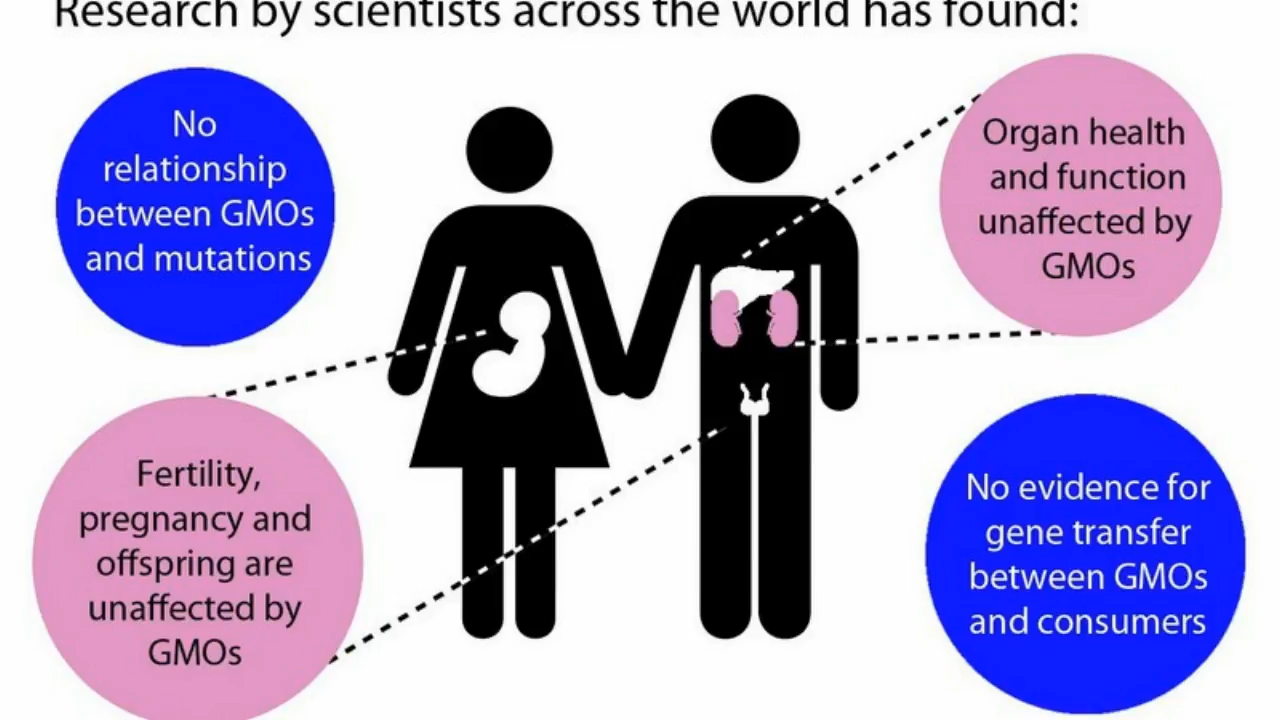 Research by scientists across the world has found:
No
relationship
between GMOs
and mutations
Organ health
and function
unaffected by
GMOs
Fertility,
pregnancy and
offspring are
unaffected by
GMOs
No evidence for
gene transfer
between GMOs
and consumers